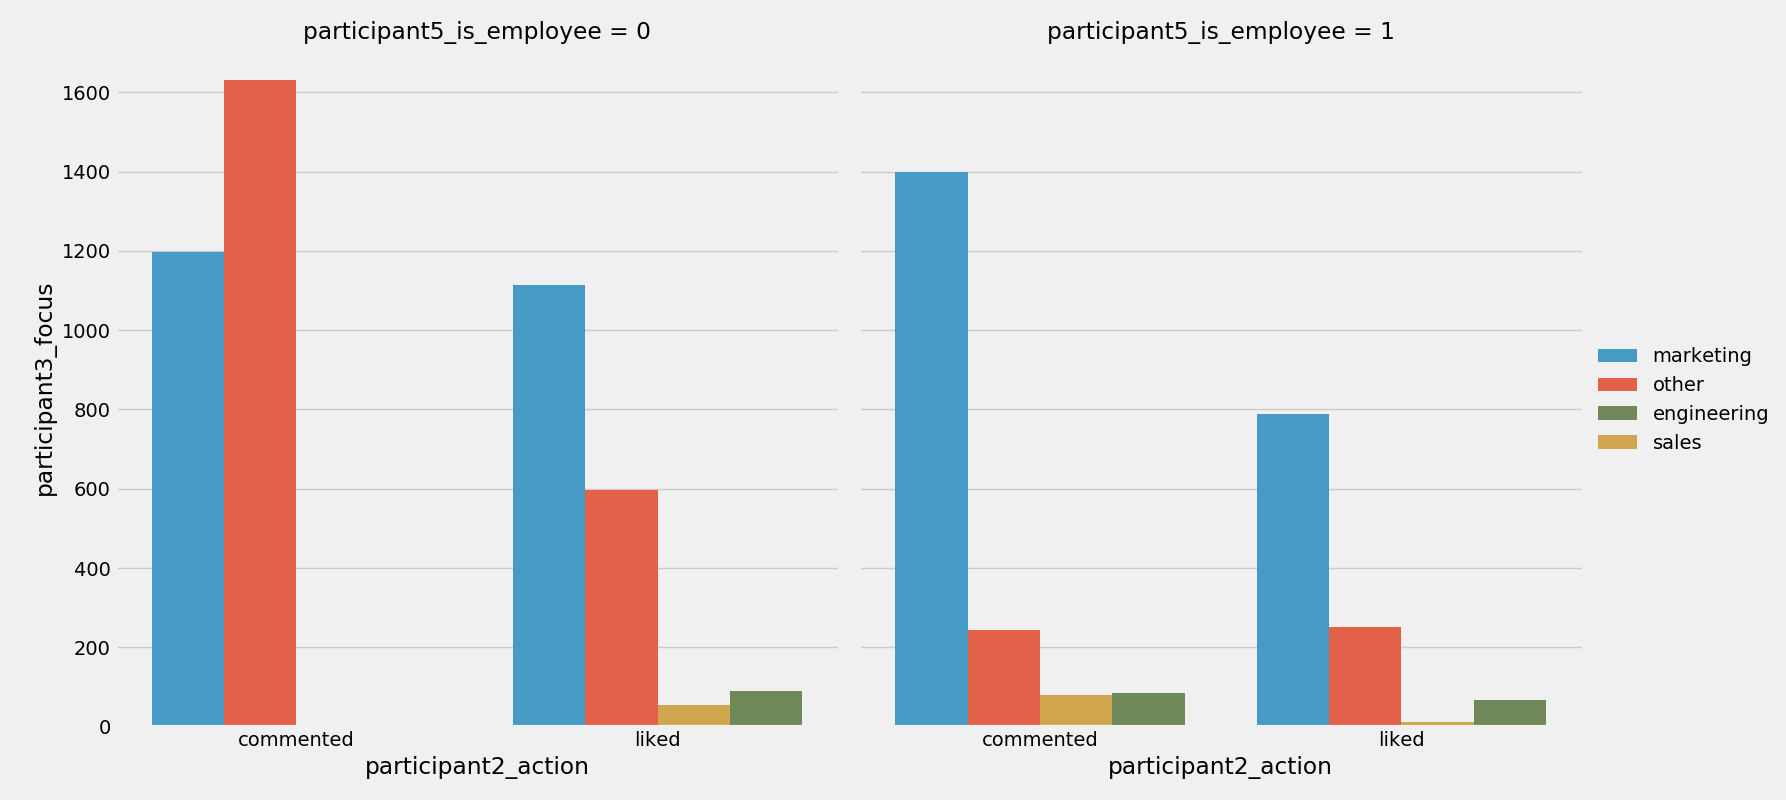 participant5_is_employee = 0
participant5_is_employee = 1
participant3_focus
1600
1400
1200
1000
800
600
400
200
0
commented
liked
commented
liked
participant2_action
participant2_action
marketing
other
engineering
sales